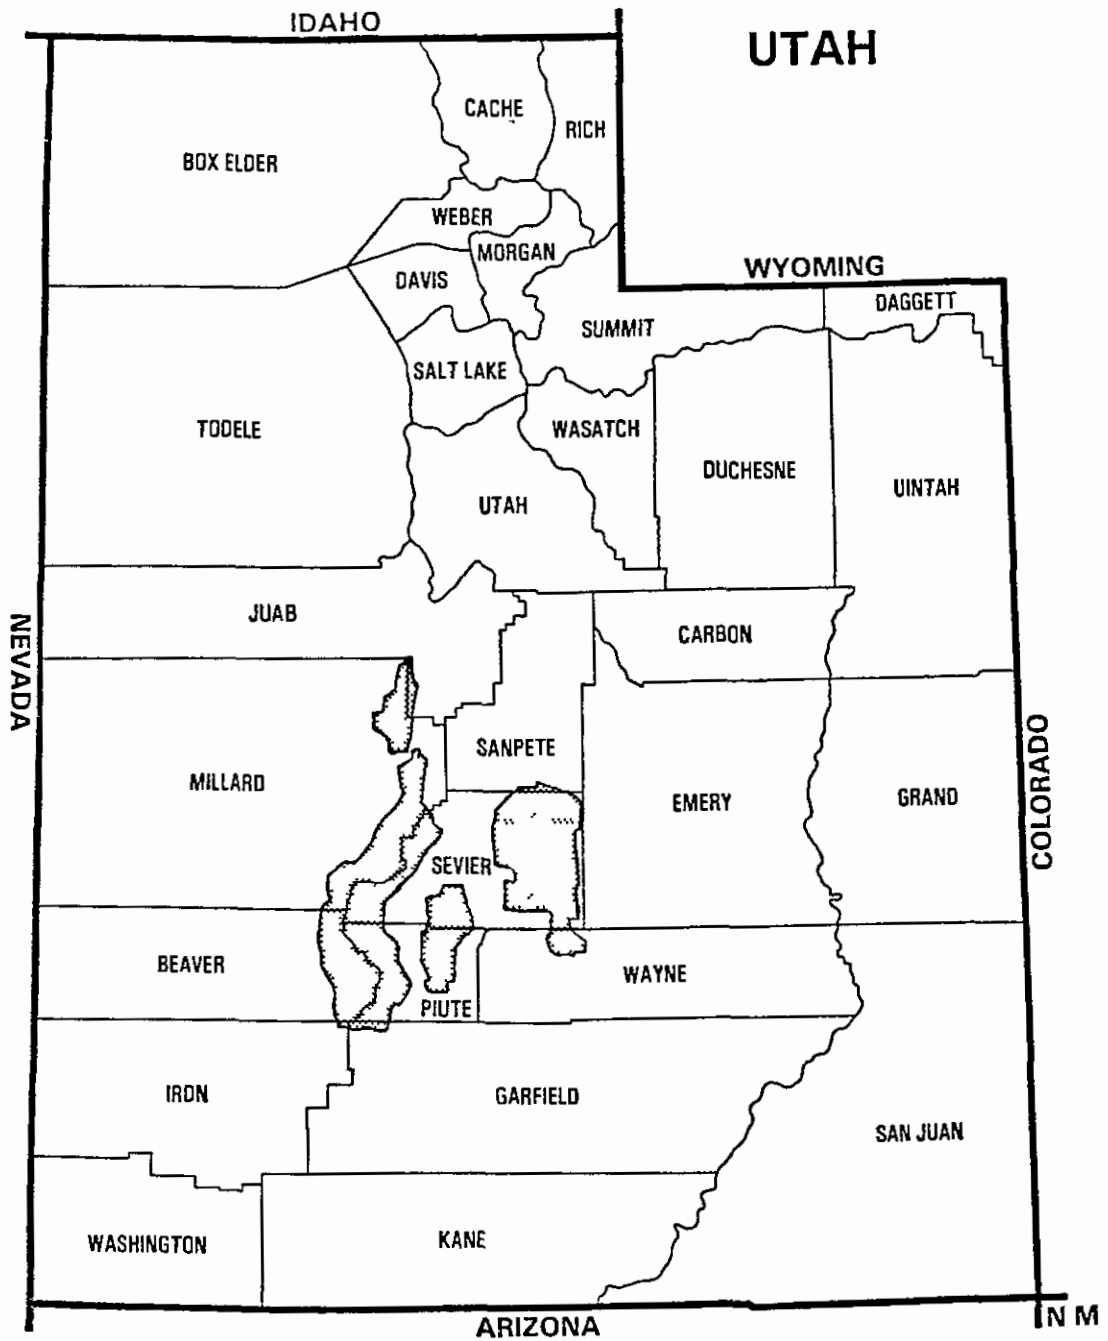 IDAHO
UTAH
CACHE
RICH
BOX ELDER
WEBER
MORGAN
DAVIS
WYOMING
DAGGETT
SUMMIT
SALT LAKE
TOOELE
WASATCH
DUCHESNE
UINTAH
UTAH
JUAB
CARBON
NEVADA
SANPETE
MILLARD
EMERY
GRAND
COLORADO
SEVIER
BEAVER
WAYNE
PIUTE
IRON
GARFIELD
SAN JUAN
WASHINGTON
KANE
ARIZONA
N M